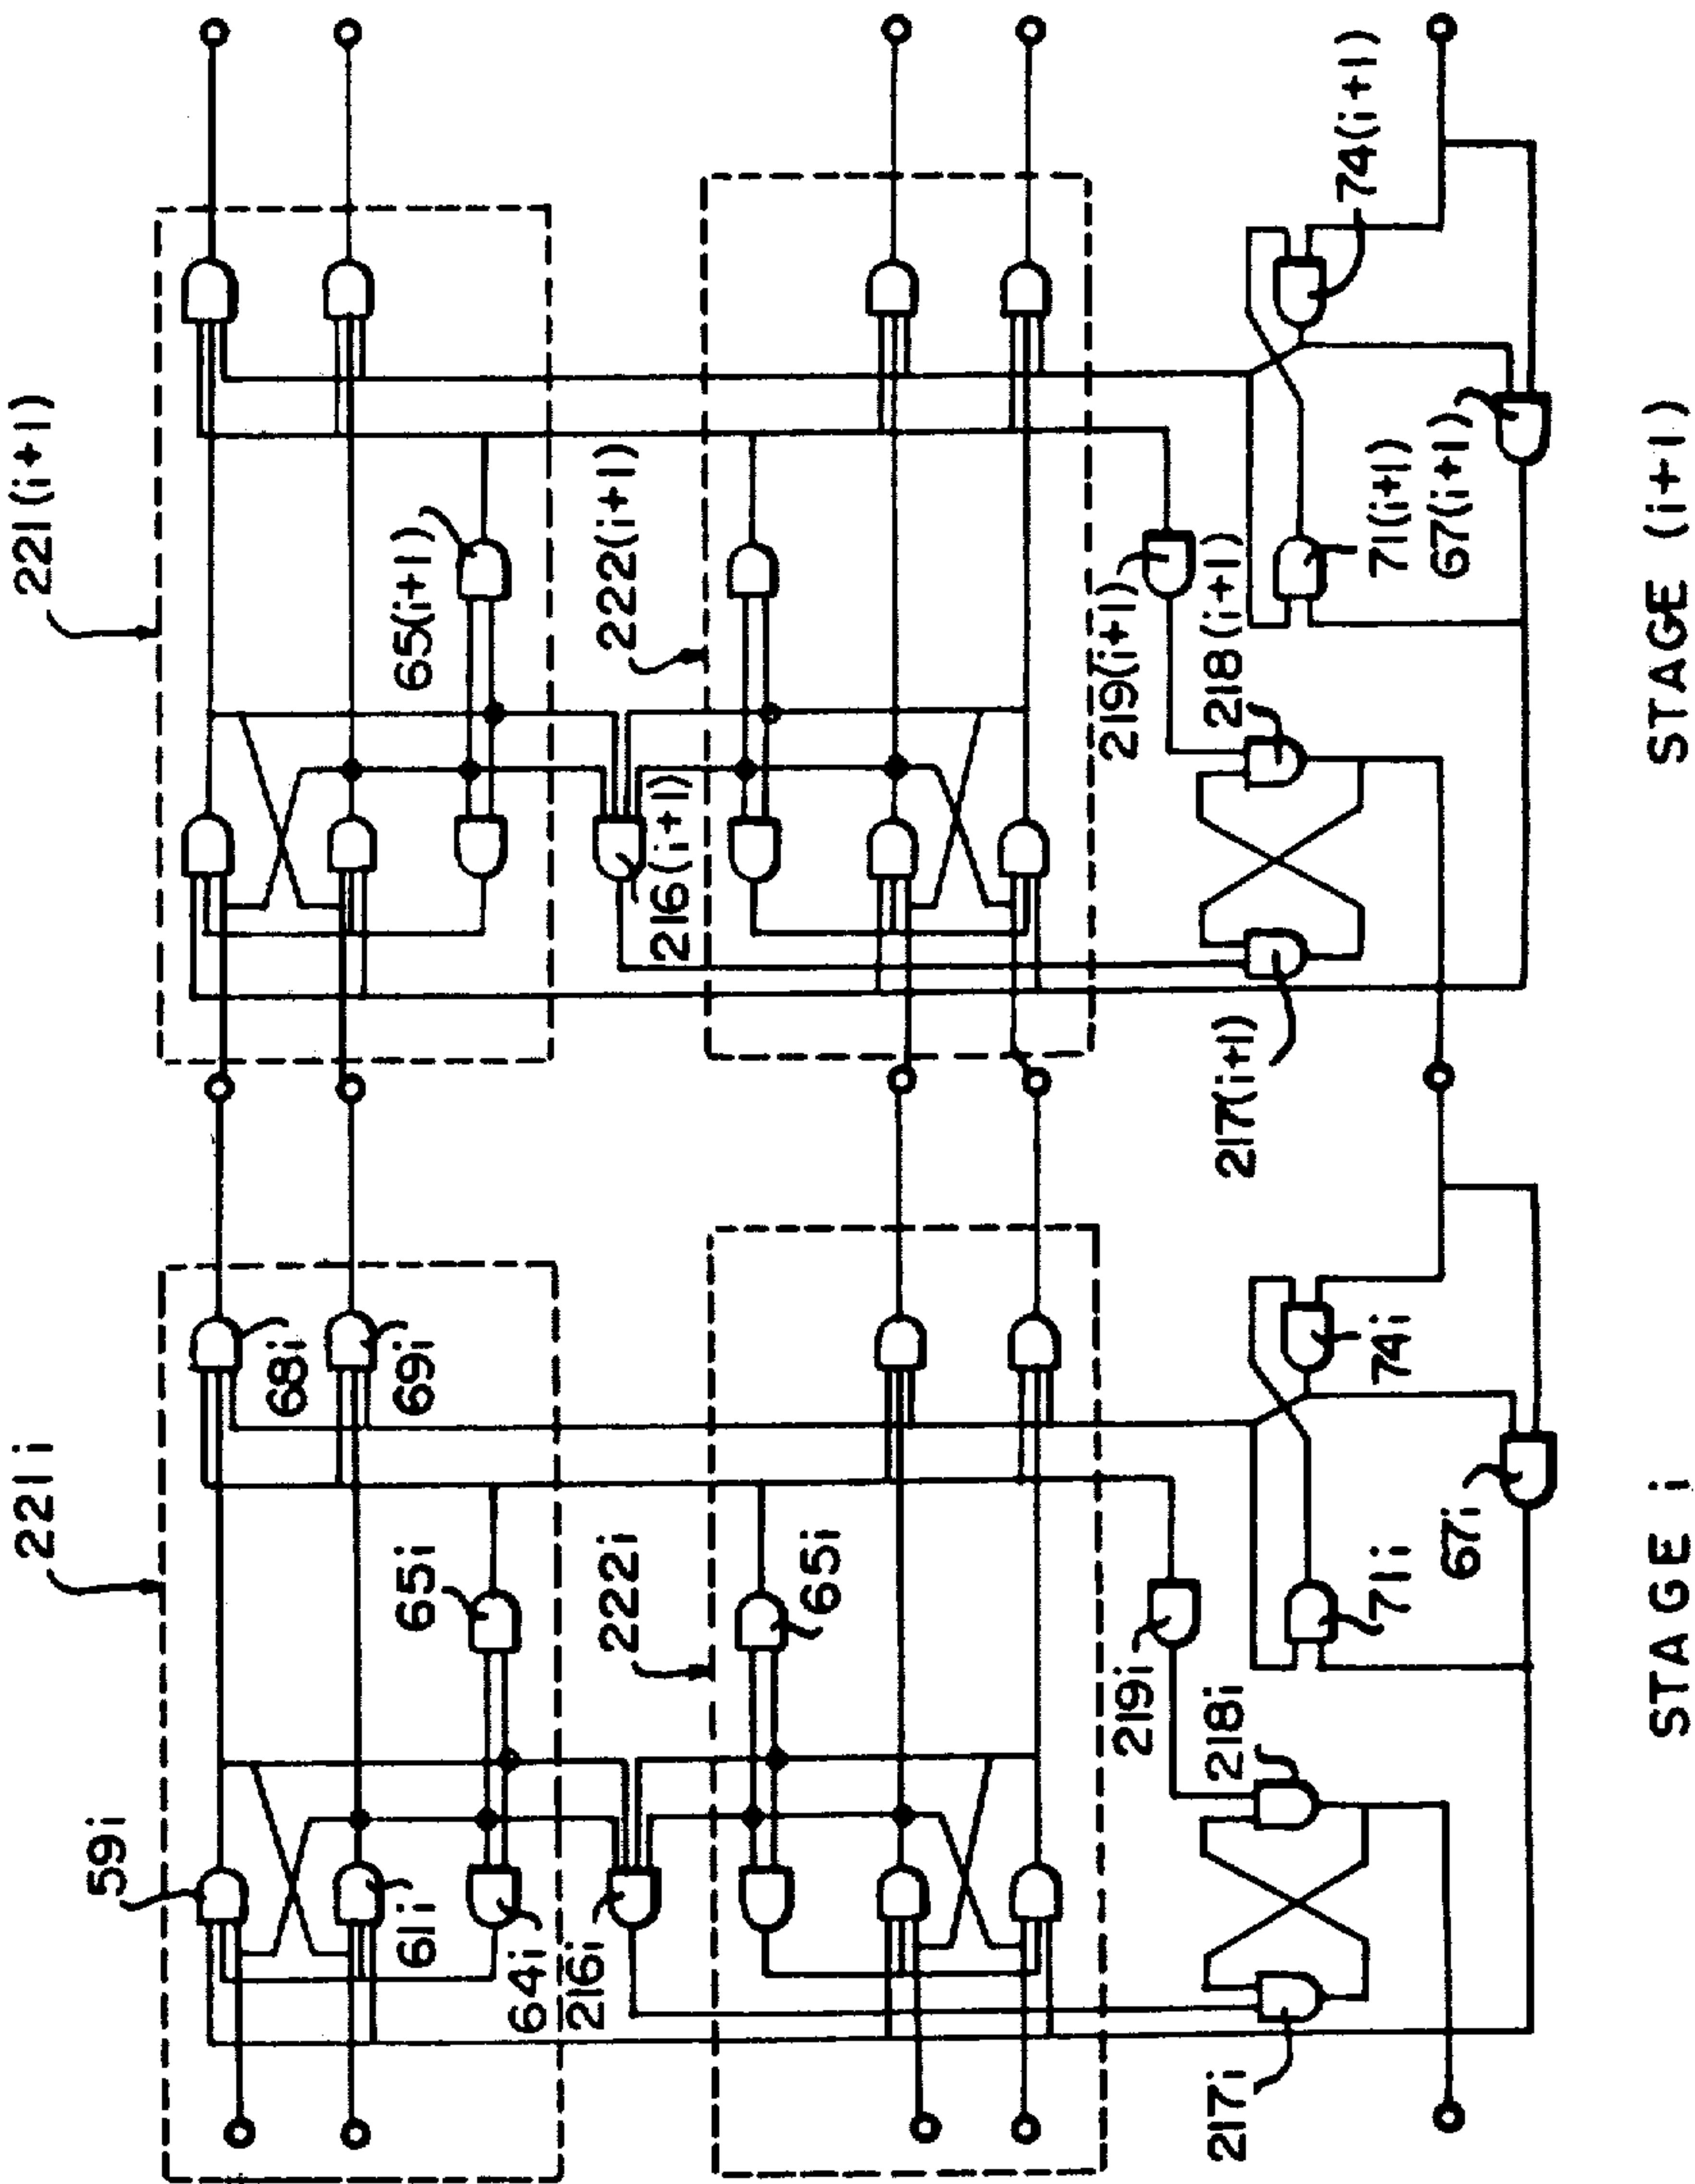 221i
221(i+1)
59i
68i
61i
69i
65i
65(i+1)
64i
216i
222i
222(i+1)
216(i+1)
65i
219i
219(i+1)
218i
218(i+1)
217i
217(i+1)
74i
74(i+1)
71i
71(i+1)
67i
67(i+1)
STAGE i
STAGE (i+1)